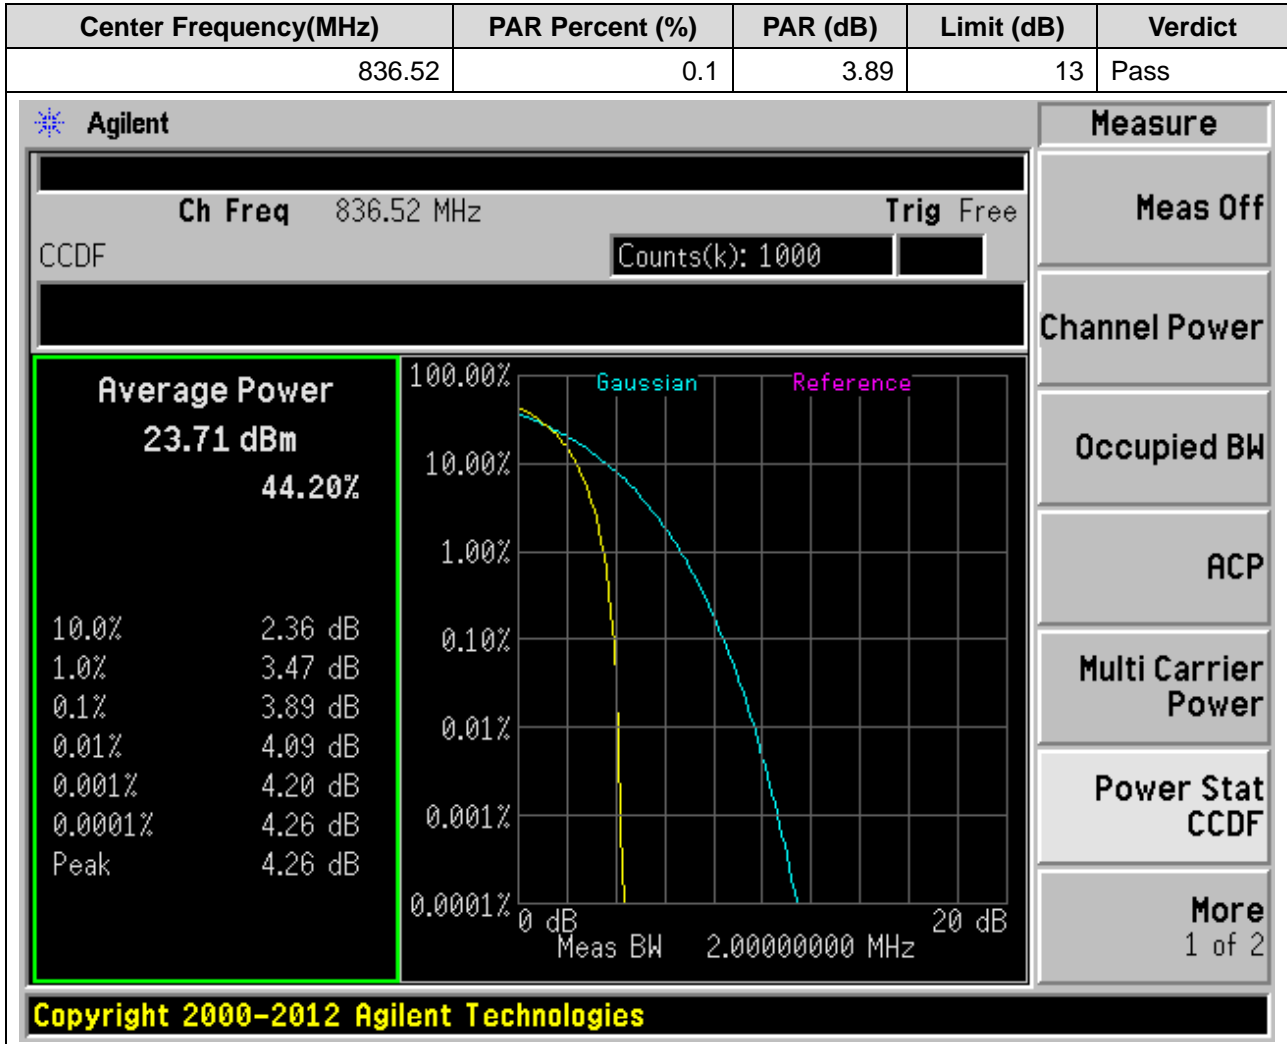 Center Frequency(MHz) PAR Percent (%) PAR (dB) Limit (dB) Verdict
836.52 0.1 3.89 13 Pass
Agilent
Measure
Ch Freq 836.52 MHz Trig Free
CCDF Counts(k): 1000
Average Power
23.71 dBm
44.20%
10.0% 2.36 dB
1.0% 3.47 dB
0.1% 3.89 dB
0.01% 4.09 dB
0.001% 4.20 dB
0.0001% 4.26 dB
Peak 4.26 dB
Gaussian Reference
100.00%
10.00%
1.00%
0.10%
0.01%
0.001%
0.0001%
0 dB 20 dB
Meas BW 2.00000000 MHz
Meas Off
Channel Power
Occupied BW
ACP
Multi Carrier
Power
Power Stat
CCDF
More
1 of 2
Copyright 2000-2012 Agilent Technologies